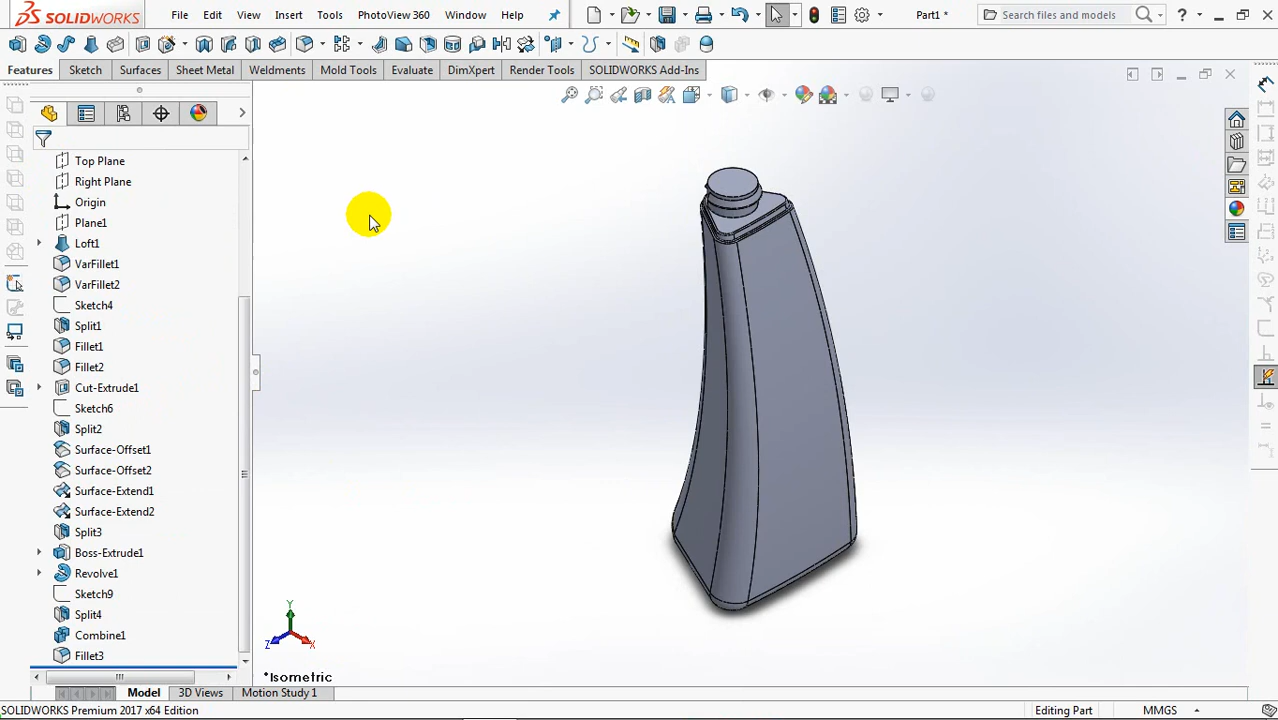 SOLIDWORKS File Edit View Insert Tools PhotoView 360 Window Help Part1 * Search files and models ?
Features Sketch Surfaces Sheet Metal Weldments Mold Tools Evaluate DimXpert Render Tools SOLIDWORKS Add-Ins
Top Plane
Right Plane
Origin
Plane1
Loft1
VarFillet1
VarFillet2
Sketch4
Split1
Fillet1
Fillet2
Cut-Extrude1
Sketch6
Split2
Surface-Offset1
Surface-Offset2
Surface-Extend1
Surface-Extend2
Split3
Boss-Extrude1
Revolve1
Sketch9
Split4
Combine1
Fillet3
Y
Z
X
*Isometric
Model 3D Views Motion Study 1
SOLIDWORKS Premium 2017 x64 Edition Editing Part MMGS